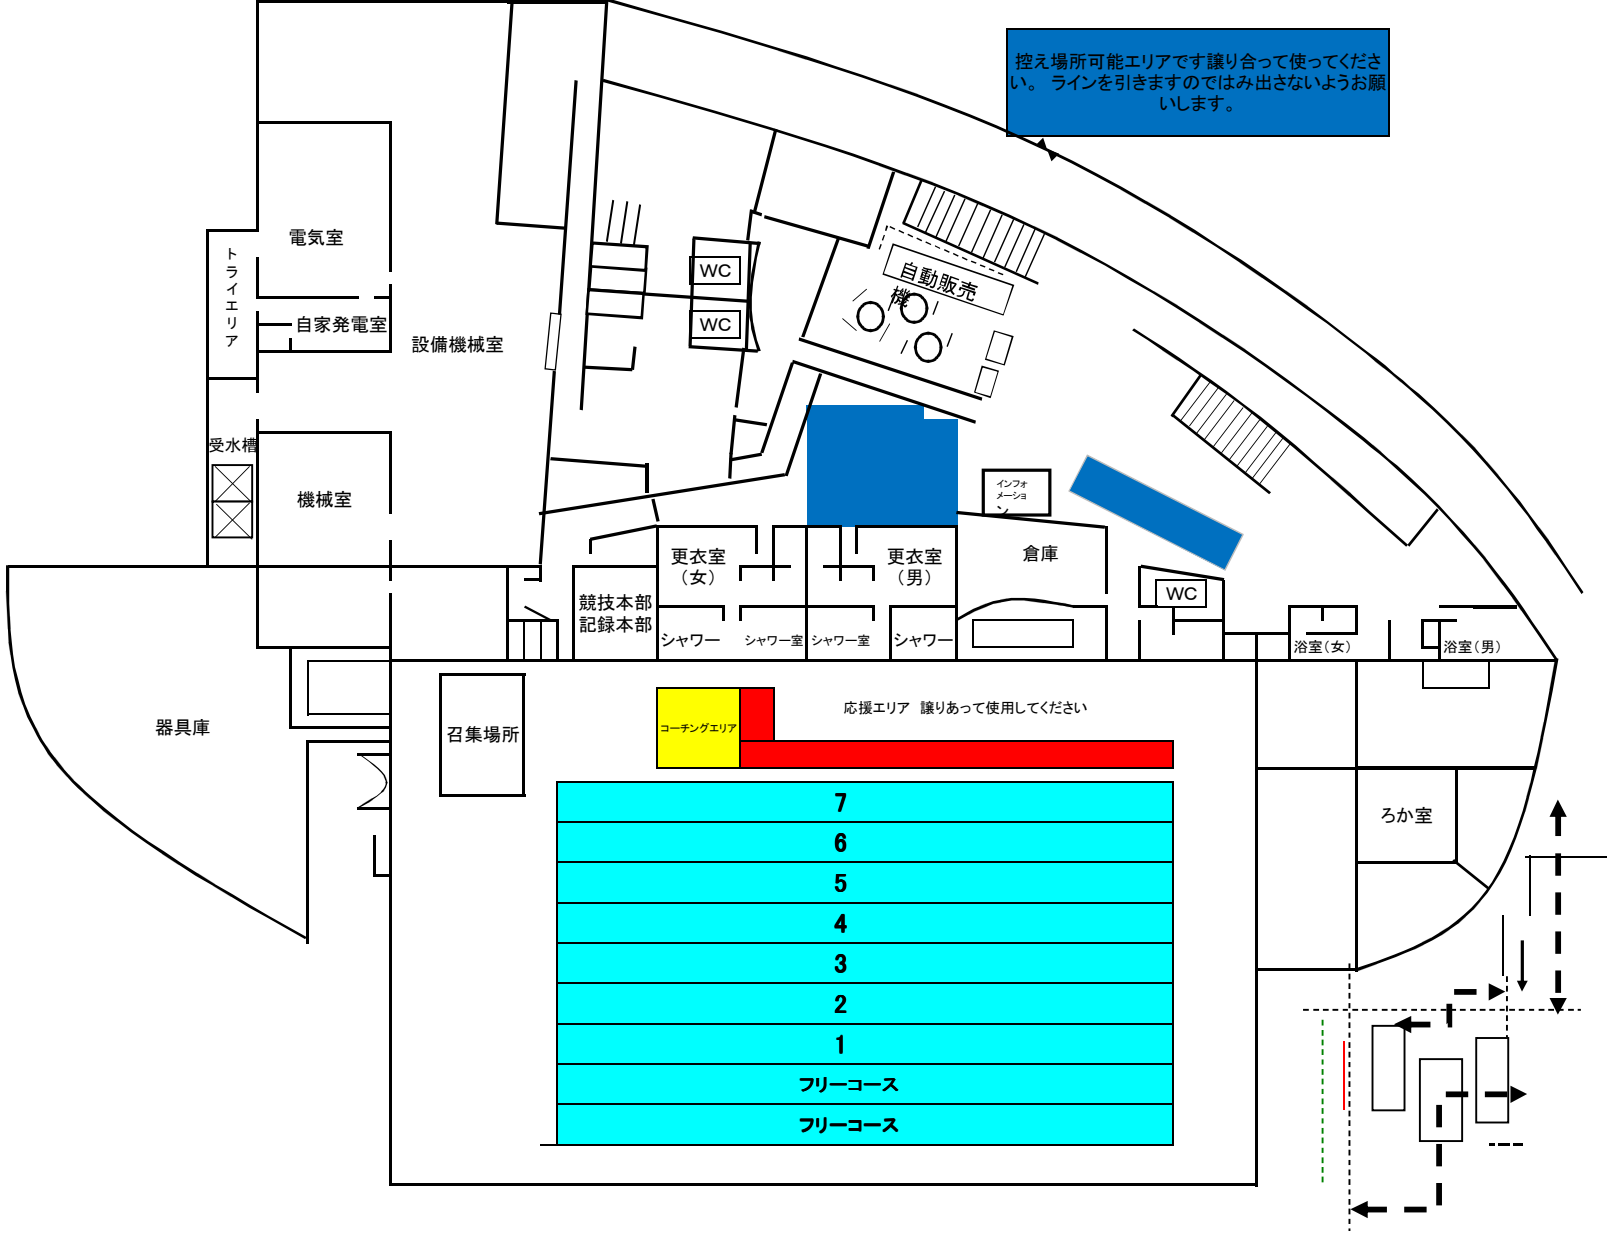 控え場所可能エリアです譲り合って使ってくださ
い。 ラインを引きますのではみ出さないようお願
いします。
電気室
トライエリア
自家発電室
設備機械室
WC
WC
自動販売
機
受水槽
機械室
インフォ
メーショ
ン
更衣室
（女）
更衣室
（男）
倉庫
WC
競技本部
記録本部
シャワー
シャワー室
シャワー室
シャワー
浴室（女）
浴室（男）
器具庫
召集場所
コーチングエリア
応援エリア 譲りあって使用してください
ろか室
7
6
5
4
3
2
1
フリーコース
フリーコース